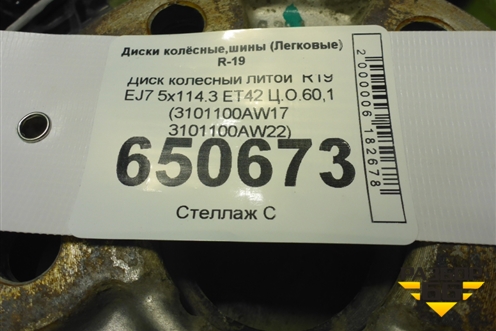 Диски колёсные,шины (Легковые)
R-19
Диск колесный литой R19
EJ7 5x114.3 ET42 Ц.О.60,1
(3101100AW17
3101100AW22)
650673
Стеллаж С
2000006182678